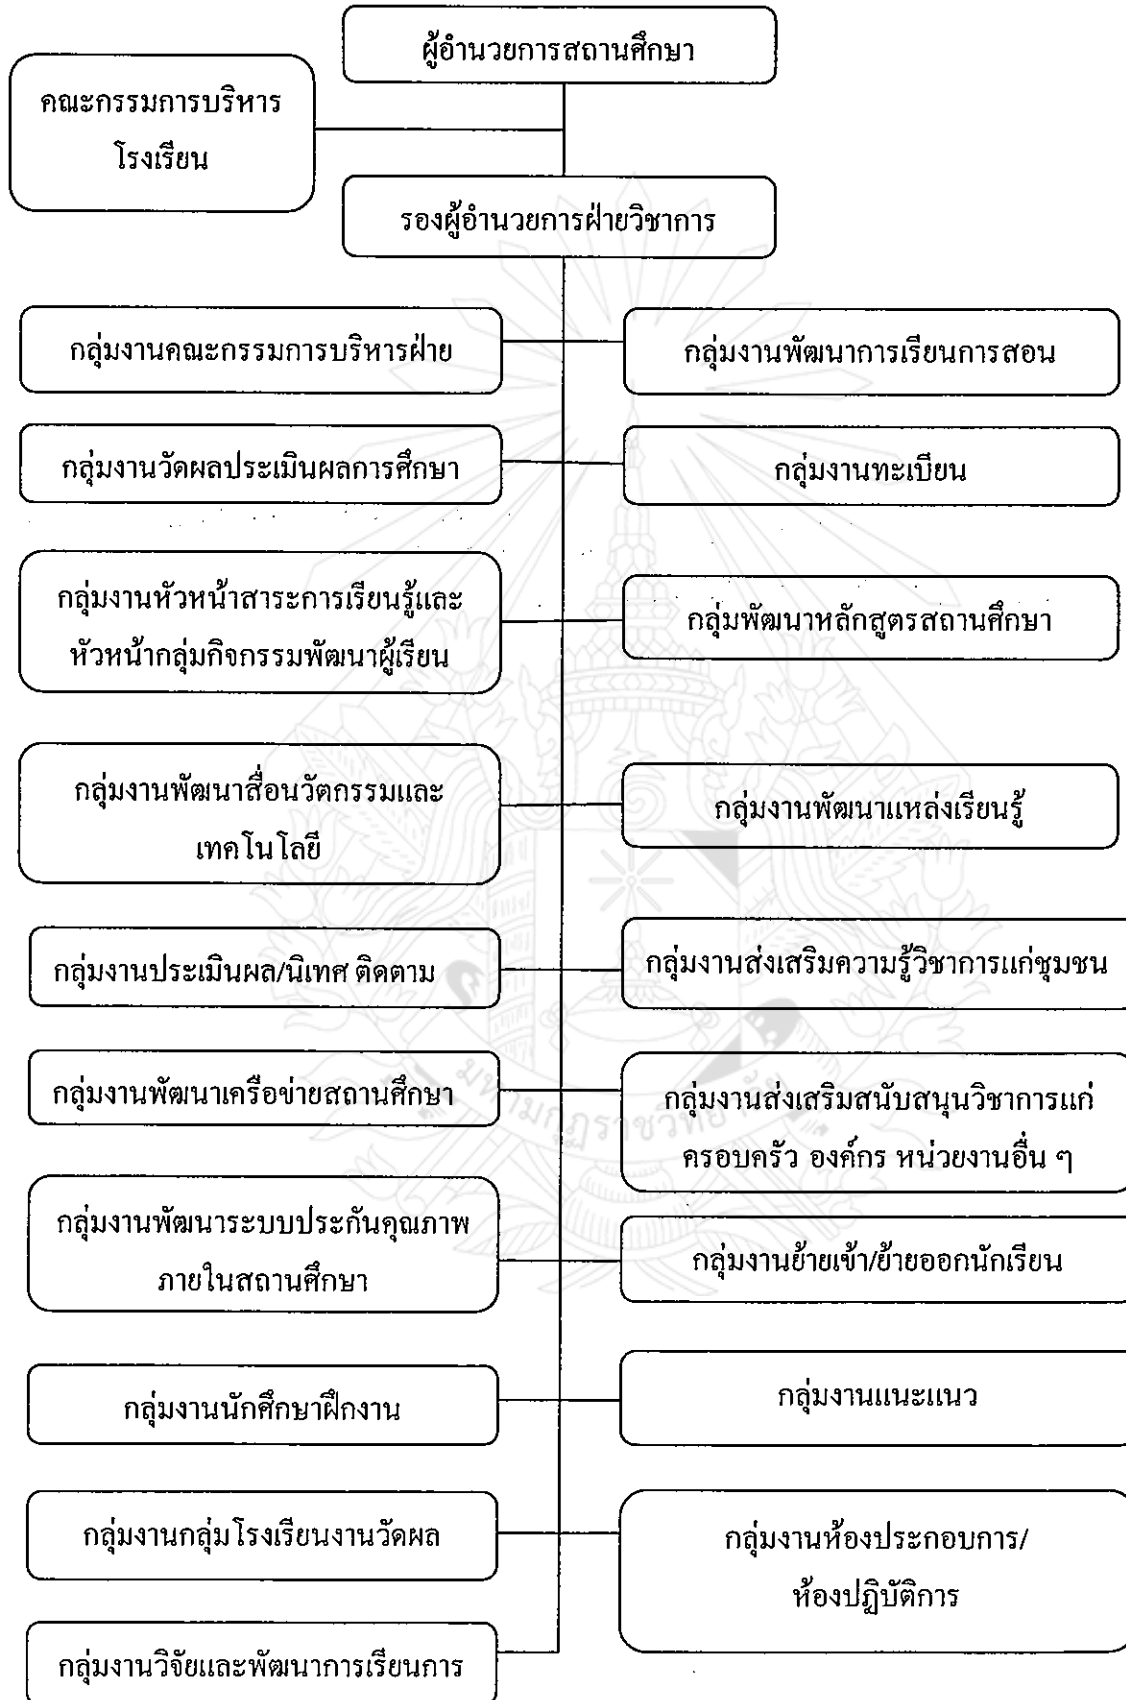 ผู้อำนวยการสถานศึกษา
คณะกรรมการบริหาร
โรงเรียน
รองผู้อำนวยการฝ่ายวิชาการ
กลุ่มงานคณะกรรมการบริหารฝ่าย
กลุ่มงานพัฒนาการเรียนการสอน
กลุ่มงานวัดผลประเมินผลการศึกษา
กลุ่มงานทะเบียน
กลุ่มงานหัวหน้าสาระการเรียนรู้และ
หัวหน้ากลุ่มกิจกรรมพัฒนาผู้เรียน
กลุ่มพัฒนาหลักสูตรสถานศึกษา
กลุ่มงานพัฒนาสื่อนวัตกรรมและ
เทคโนโลยี
กลุ่มงานพัฒนาแหล่งเรียนรู้
กลุ่มงานประเมินผล/นิเทศ ติดตาม
กลุ่มงานส่งเสริมความรู้วิชาการแก่ชุมชน
กลุ่มงานพัฒนาเครือข่ายสถานศึกษา
กลุ่มงานส่งเสริมสนับสนุนวิชาการแก่
ครอบครัว องค์กร หน่วยงานอื่น ๆ
กลุ่มงานพัฒนาระบบประกันคุณภาพ
ภายในสถานศึกษา
กลุ่มงานย้ายเข้า/ย้ายออกนักเรียน
กลุ่มงานนักศึกษาฝึกงาน
กลุ่มงานแนะแนว
กลุ่มงานกลุ่มโรงเรียนงานวัดผล
กลุ่มงานห้องประกอบการ/
ห้องปฏิบัติการ
กลุ่มงานวิจัยและพัฒนาการเรียนการ